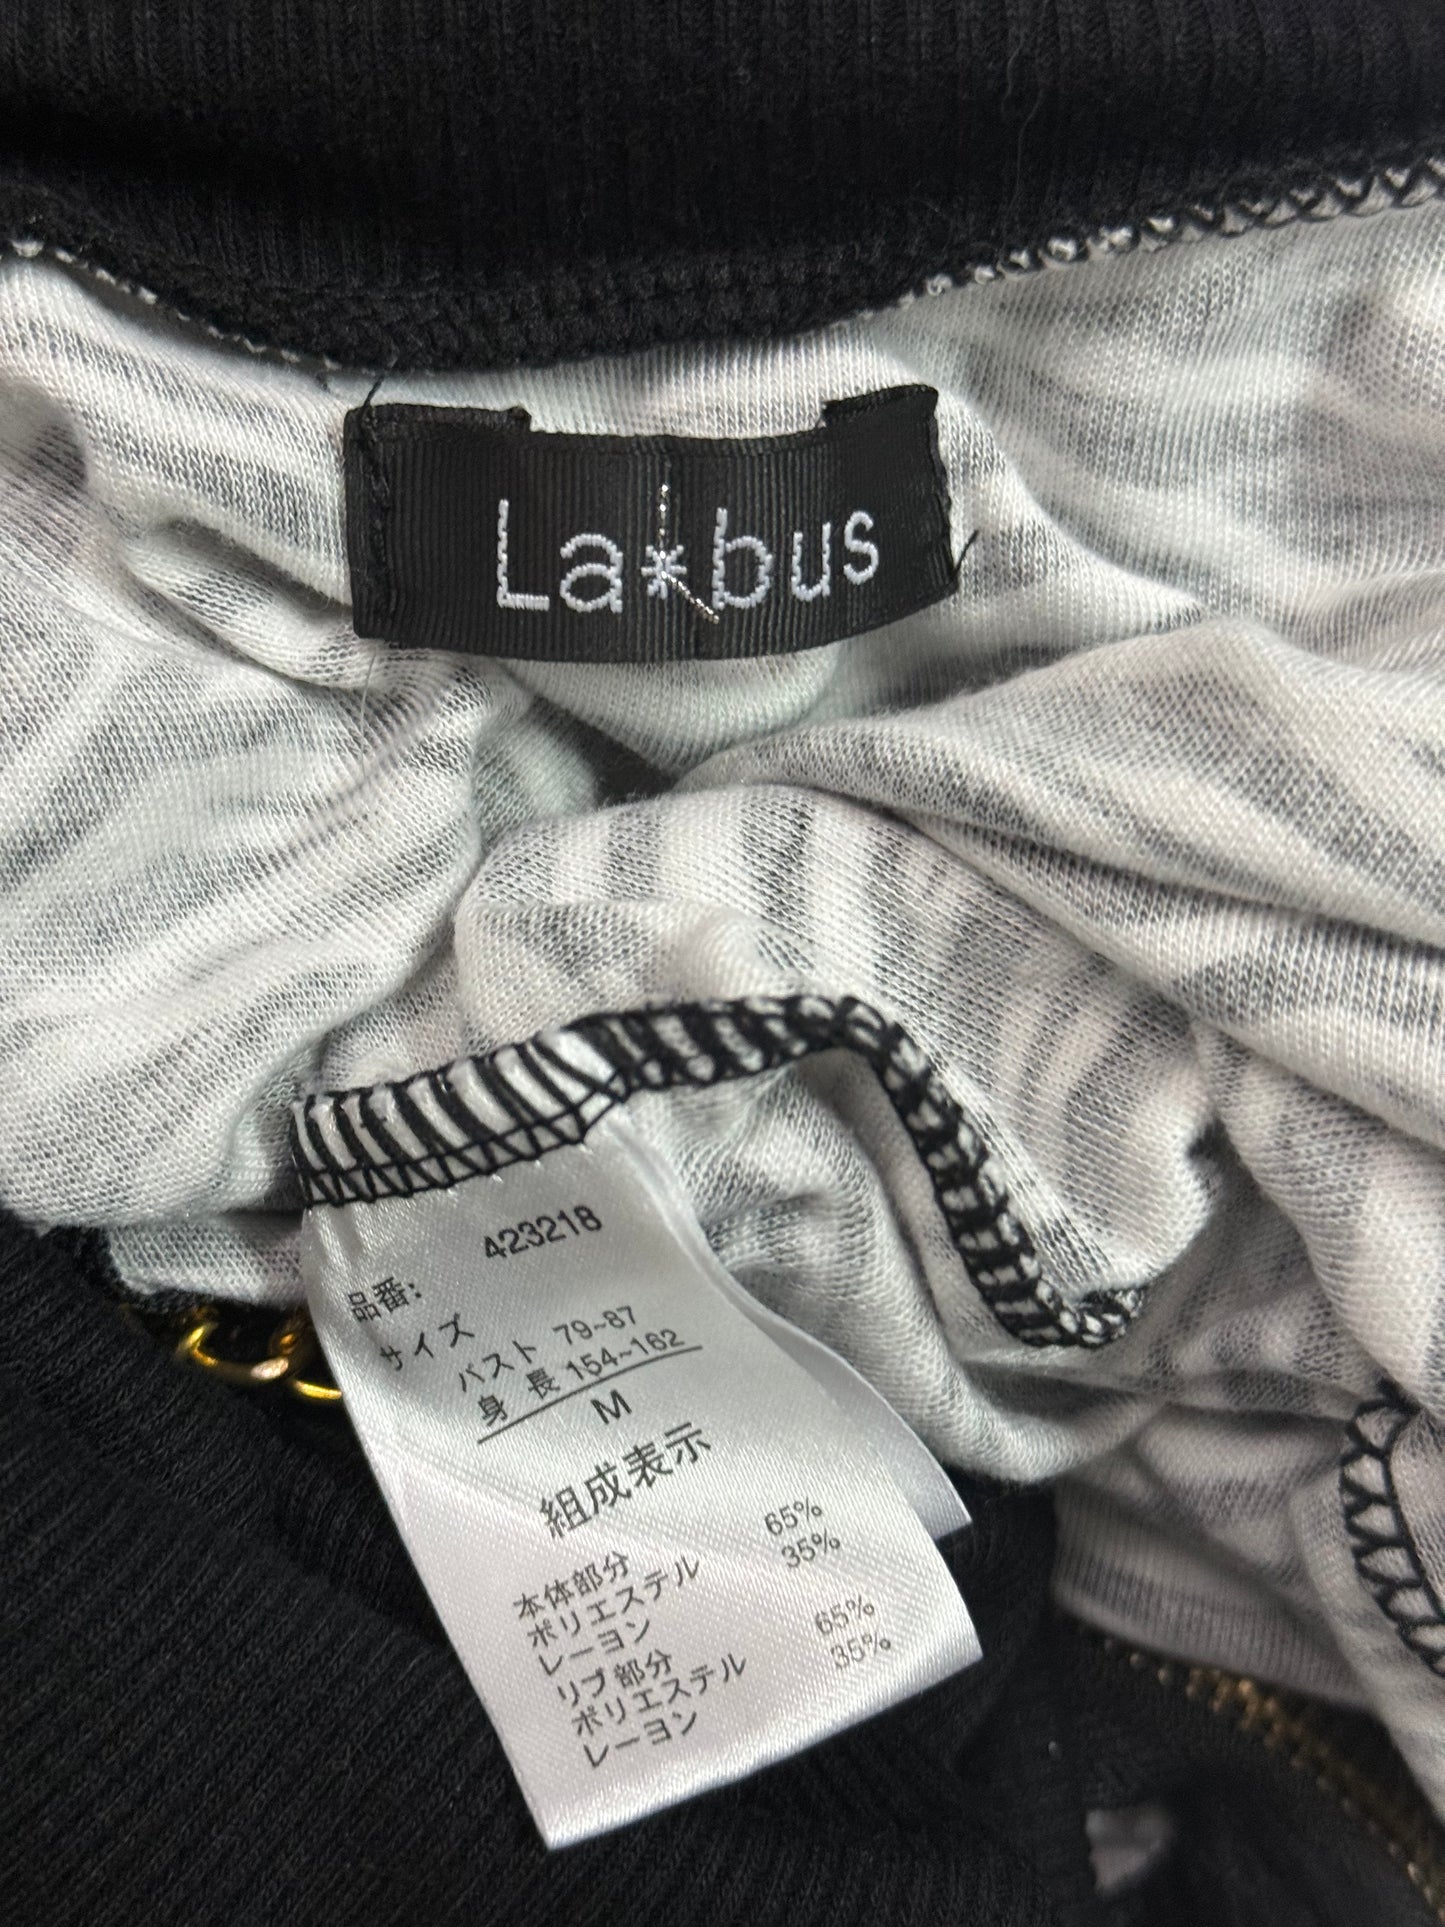 La*bus
423218
品番:
サイズ
バスト 79~87
身 長 154~162
M
組成表示
本体部分
ポリエステル 65%
レーヨン 35%
リブ部分
ポリエステル 65%
レーヨン 35%